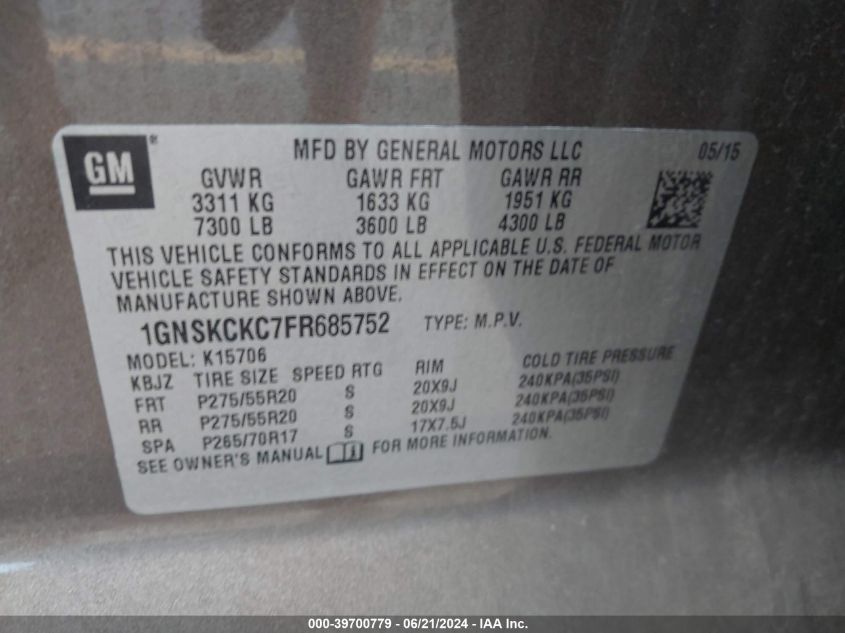 GM ® MFD BY GENERAL MOTORS LLC 05/15
GVWR GAWR FRT GAWR RR
3311 KG 1633 KG 1951 KG
7300 LB 3600 LB 4300 LB
THIS VEHICLE CONFORMS TO ALL APPLICABLE U.S. FEDERAL MOTOR
VEHICLE SAFETY STANDARDS IN EFFECT ON THE DATE OF
MANUFACTURE SHOWN ABOVE.
1GNSKCKC7FR685752 TYPE: M.P.V.
MODEL: K15706
KBJZ TIRE SIZE SPEED RTG RIM COLD TIRE PRESSURE
FRT P275/55R20 S 20X9J 240KPA(35PSI)
RR P275/55R20 S 20X9J 240KPA(35PSI)
SPA P265/70R17 S 17X7.5J 240KPA(35PSI)
SEE OWNER'S MANUAL FOR MORE INFORMATION.
000-39700779 - 06/21/2024 - IAA Inc.